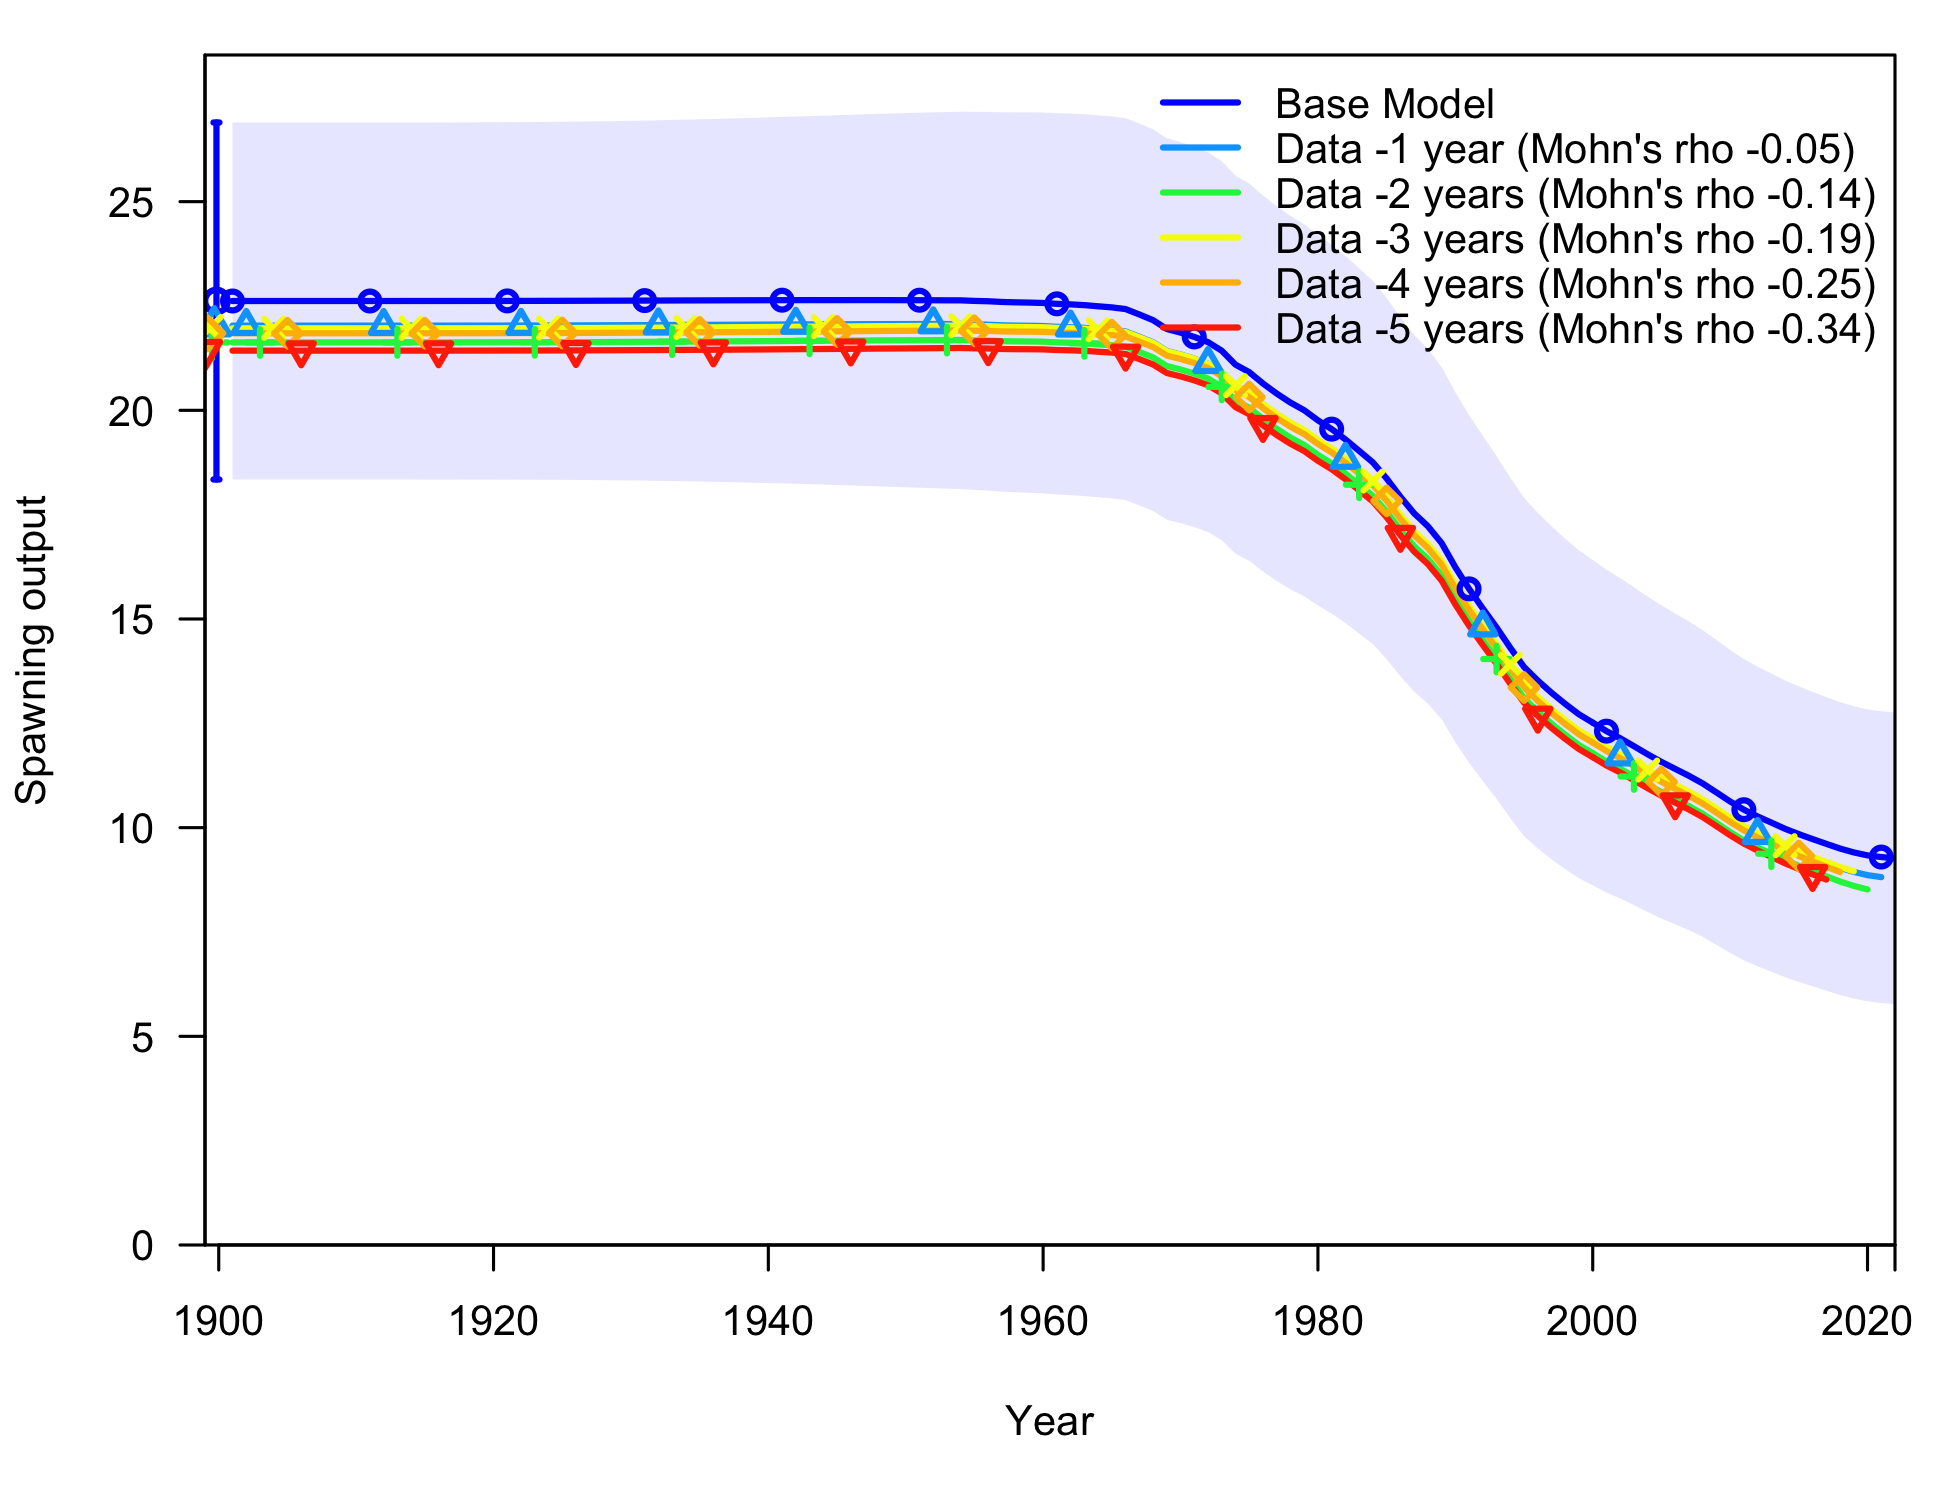 Base Model
Data -1 year (Mohn's rho -0.05)
Data -2 years (Mohn's rho -0.14)
Data -3 years (Mohn's rho -0.19)
Data -4 years (Mohn's rho -0.25)
Data -5 years (Mohn's rho -0.34)
25
20
15
10
5
0
Spawning output
1900 1920 1940 1960 1980 2000 2020
Year